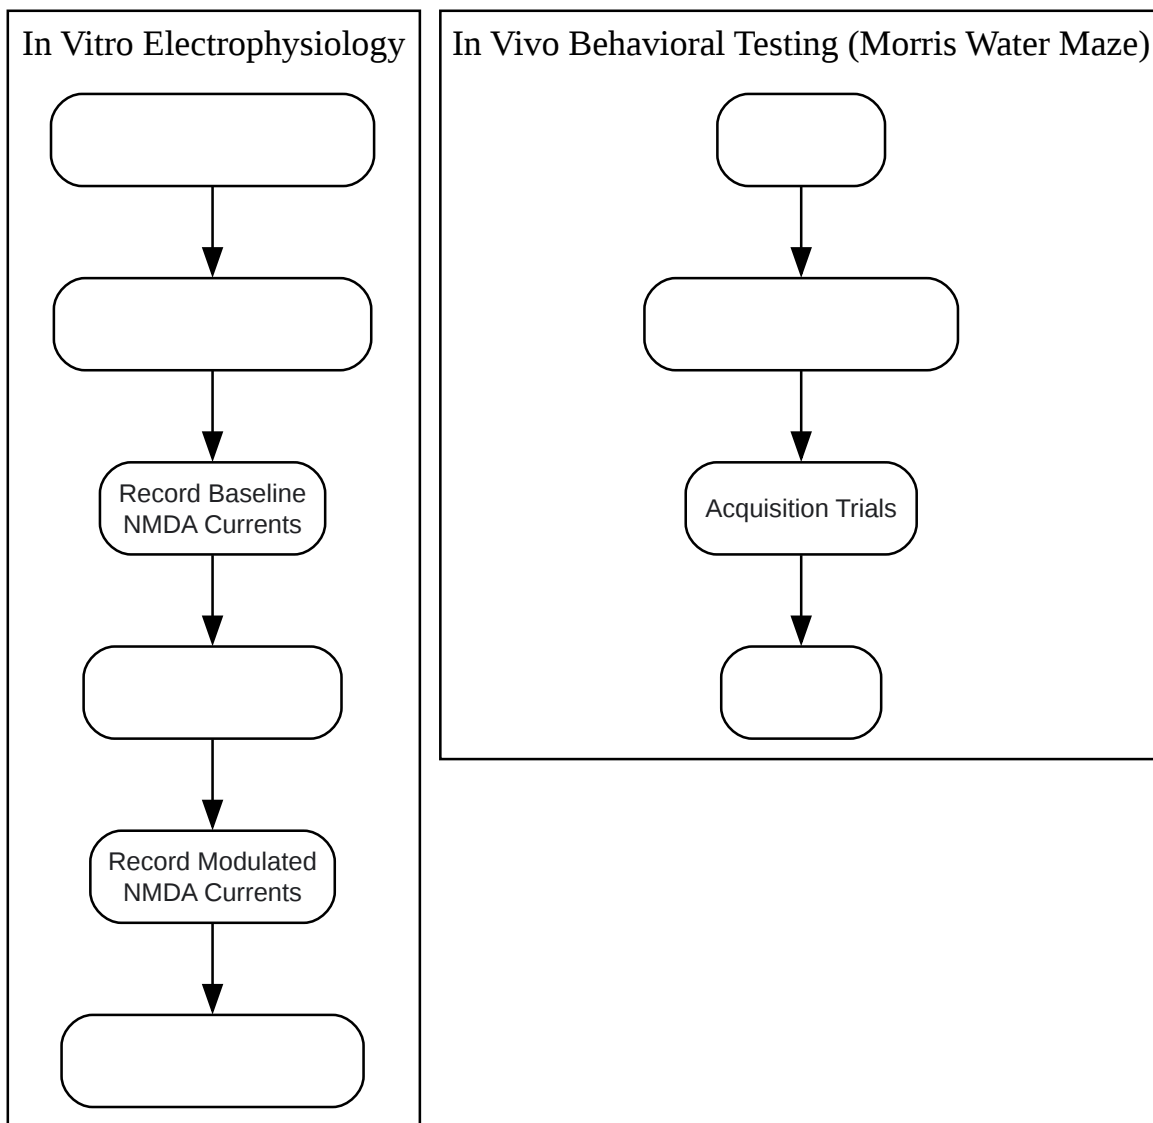 In Vitro Electrophysiology
Record Baseline
NMDA Currents
Record Modulated
NMDA Currents
In Vivo Behavioral Testing (Morris Water Maze)
Acquisition Trials